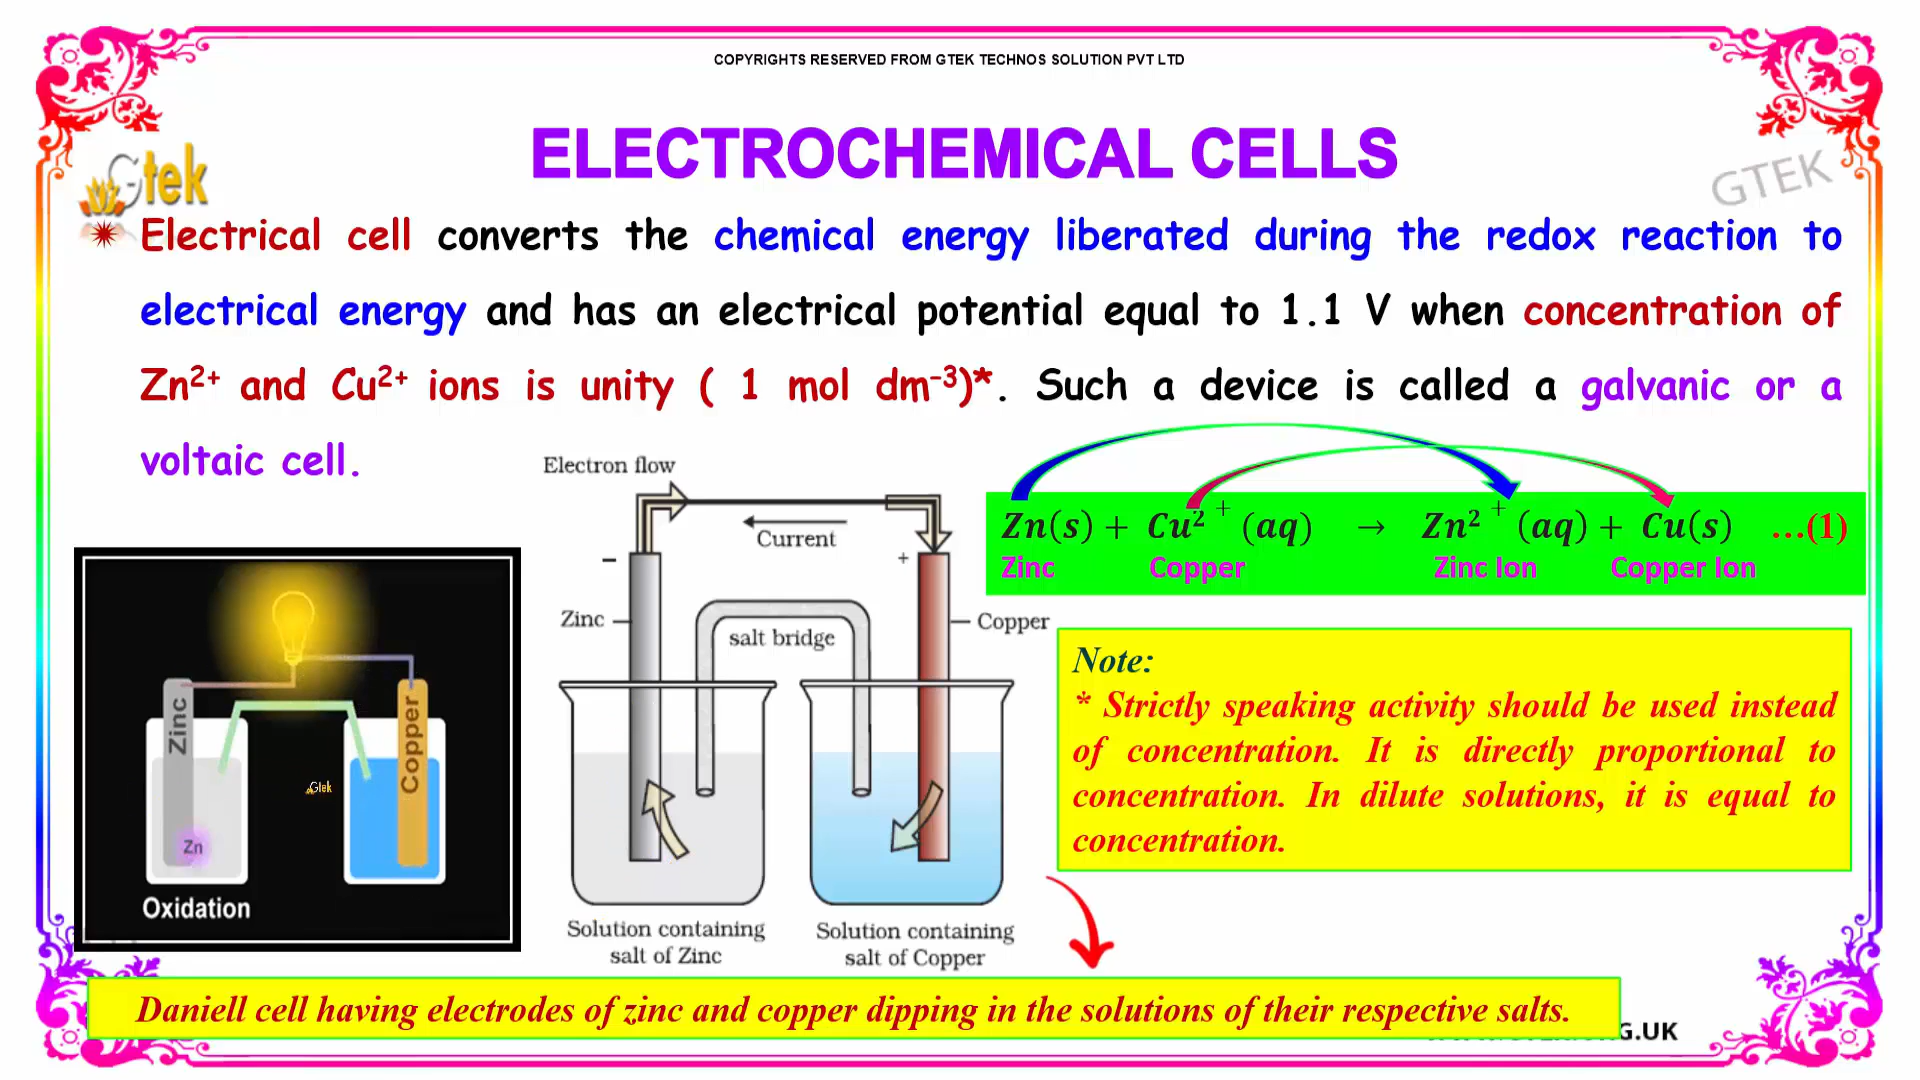 COPYRIGHTS RESERVED FROM GTEK TECHNOS SOLUTION PVT LTD
ELECTROCHEMICAL CELLS
Gtek
GTEK
Electrical cell converts the chemical energy liberated during the redox reaction to
electrical energy and has an electrical potential equal to 1.1 V when concentration of
Zn²⁺ and Cu²⁺ ions is unity ( 1 mol dm⁻³)*. Such a device is called a galvanic or a
voltaic cell.
Electron flow
Current
−
+
Zinc
salt bridge
Copper
Solution containing
salt of Zinc
Solution containing
salt of Copper
Zn(s) + Cu²⁺(aq) → Zn²⁺(aq) + Cu(s) ...(1)
Zinc Copper Zinc Ion Copper Ion
Zinc
Copper
Gtek
Zn
Oxidation
Note:
* Strictly speaking activity should be used instead
of concentration. It is directly proportional to
concentration. In dilute solutions, it is equal to
concentration.
Daniell cell having electrodes of zinc and copper dipping in the solutions of their respective salts.
G.UK